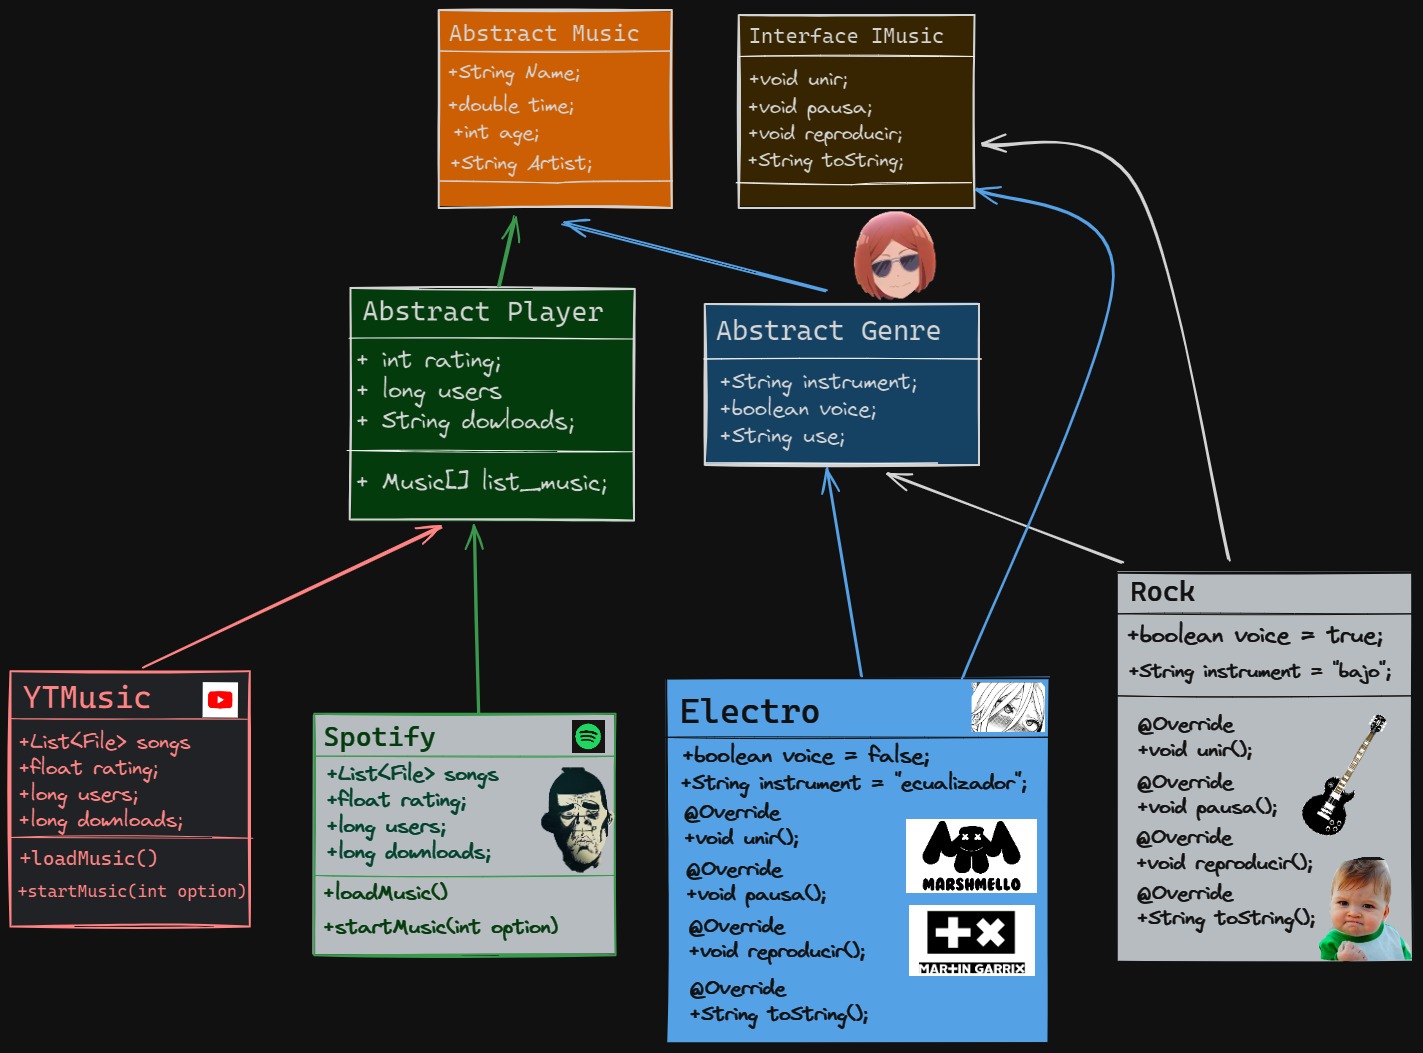 Abstract Music
+String Name;
+double time;
+int age;
+String Artist;
Interface IMusic
+void unir;
+void pausa;
+void reproducir;
+String toString;
Abstract Player
+ int rating;
+ long users
+ String dowloads;
+ Music[] list_music;
Abstract Genre
+String instrument;
+boolean voice;
+String use;
YTMusic
+List<File> songs
+float rating;
+long users;
+long downloads;
+loadMusic()
+startMusic(int option)
Spotify
+List<File> songs
+float rating;
+long users;
+long downloads;
+loadMusic()
+startMusic(int option)
Electro
+boolean voice = false;
+String instrument = "ecualizador";
@Override
+void unir();
@Override
+void pausa();
@Override
+void reproducir();
@Override
+String toString();
MARSHMELLO
MARTIN GARRIX
Rock
+boolean voice = true;
+String instrument = "bajo";
@Override
+void unir();
@Override
+void pausa();
@Override
+void reproducir();
@Override
+String toString();